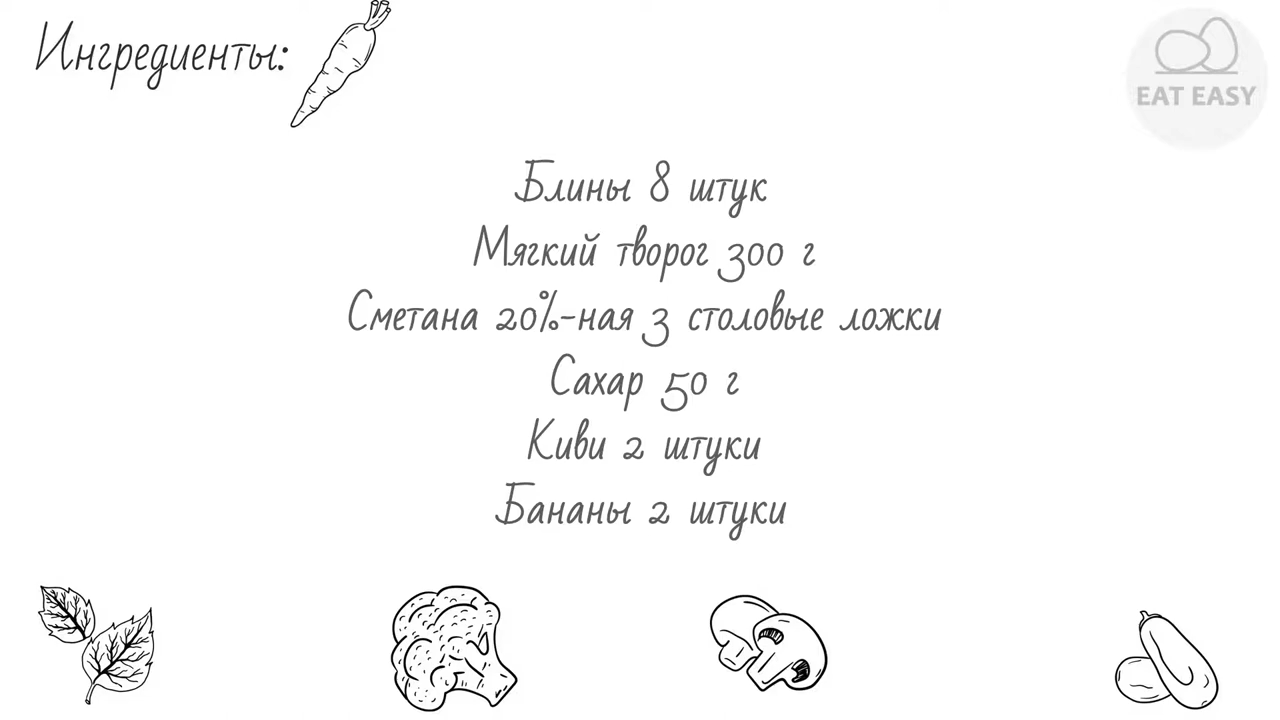 Ингредиенты:
EAT EASY
Блины 8 штук
Мягкий творог 300 г
Сметана 20%-ная 3 столовые ложки
Сахар 50 г
Киви 2 штуки
Бананы 2 штуки